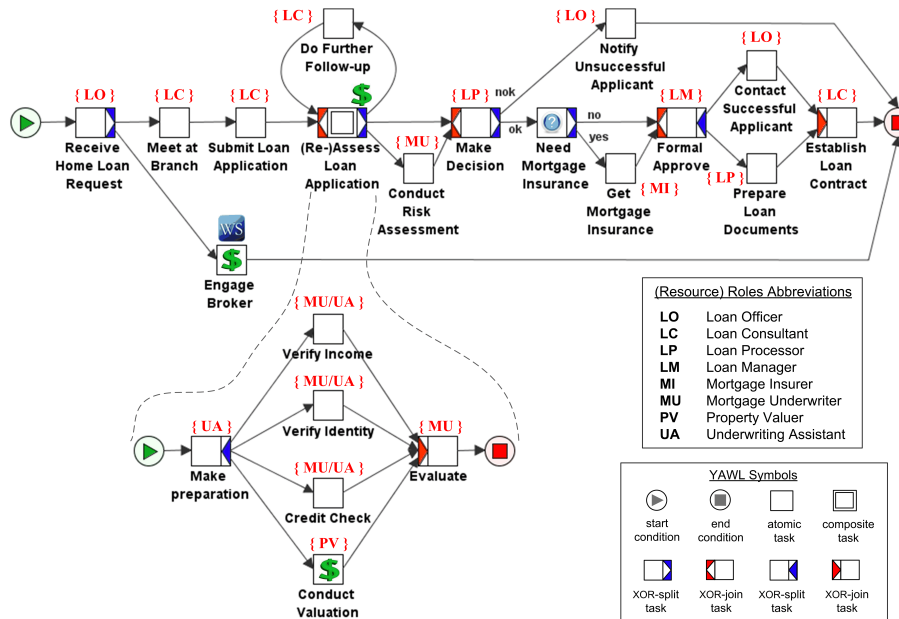 { LC }
Do Further
Follow-up
{ LO }
Notify
Unsuccessful
Applicant
{ LO }
Contact
Successful
Applicant
{ LO }
Receive
Home Loan
Request
{ LC }
Meet at
Branch
{ LC }
Submit Loan
Application
$
(Re-)Assess
Loan
Application
{ MU }
Conduct
Risk
Assessment
{ LP }
Make
Decision
nok
ok
?
Need
Mortgage
Insurance
no
yes
Get
Mortgage
Insurance
{ MI }
{ LM }
Formal
Approve
{ LP }
Prepare
Loan
Documents
{ LC }
Establish
Loan
Contract
WS
$
Engage
Broker
{ MU/UA }
Verify Income
{ MU/UA }
Verify Identity
{ UA }
Make
preparation
{ MU/UA }
Credit Check
{ PV }
$
Conduct
Valuation
{ MU }
Evaluate
(Resource) Roles Abbreviations
LO Loan Officer
LC Loan Consultant
LP Loan Processor
LM Loan Manager
MI Mortgage Insurer
MU Mortgage Underwriter
PV Property Valuer
UA Underwriting Assistant
YAWL Symbols
start
condition
end
condition
atomic
task
composite
task
XOR-split
task
XOR-join
task
XOR-split
task
XOR-join
task